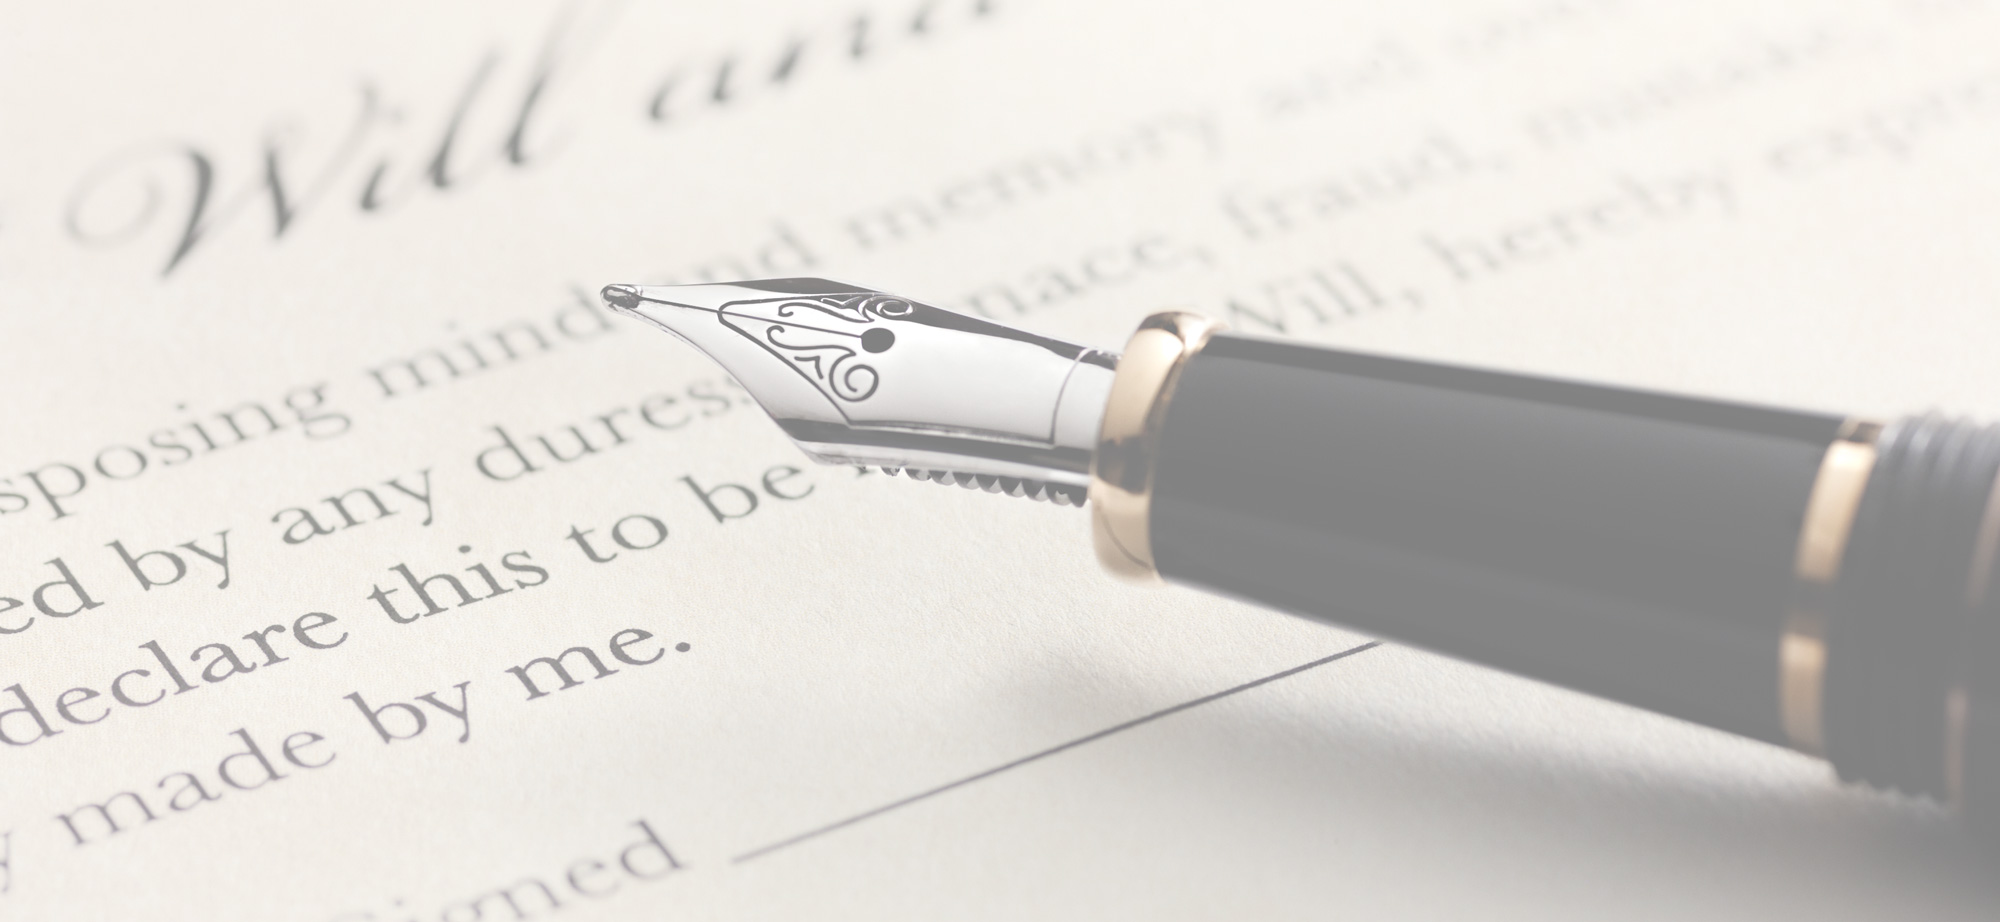 Will and
sposing mind and memory and
ed by any duress, menace, fraud, mistake,
declare this to be Will, hereby
y made by me.
Signed